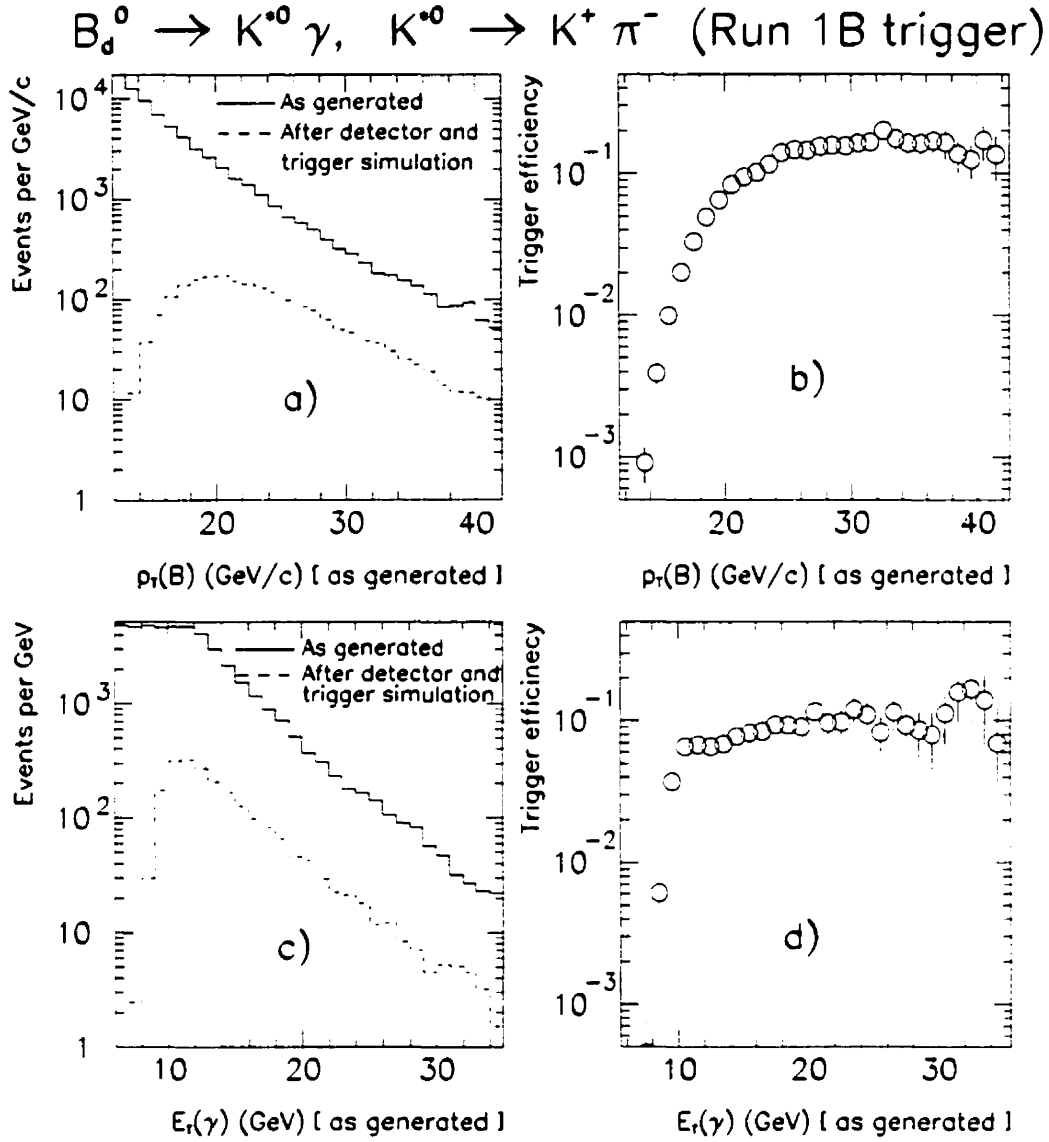 B_d^0 → K^{*0} γ, K^{*0} → K^+ π^- (Run 1B trigger)
Events per GeV/c
10^4
10^3
10^2
10
1
As generated
After detector and
trigger simulation
a)
20 30 40
p_T(B) (GeV/c) [ as generated ]
Trigger efficiency
10^{-1}
10^{-2}
10^{-3}
b)
20 30 40
p_T(B) (GeV/c) [ as generated ]
Events per GeV
10^3
10^2
10
1
As generated
After detector and
trigger simulation
c)
10 20 30
E_T(γ) (GeV) [ as generated ]
Trigger efficinecy
10^{-1}
10^{-2}
10^{-3}
d)
10 20 30
E_T(γ) (GeV) [ as generated ]